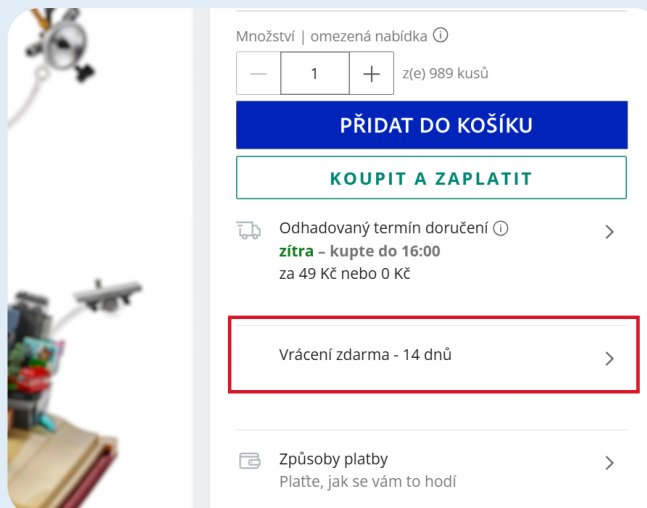 Množství | omezená nabídka
1
z(e) 989 kusů
PŘIDAT DO KOŠÍKU
KOUPIT A ZAPLATIT
Odhadovaný termín doručení
zítra – kupte do 16:00
za 49 Kč nebo 0 Kč
Vrácení zdarma - 14 dnů
Způsoby platby
Plaťte, jak se vám to hodí